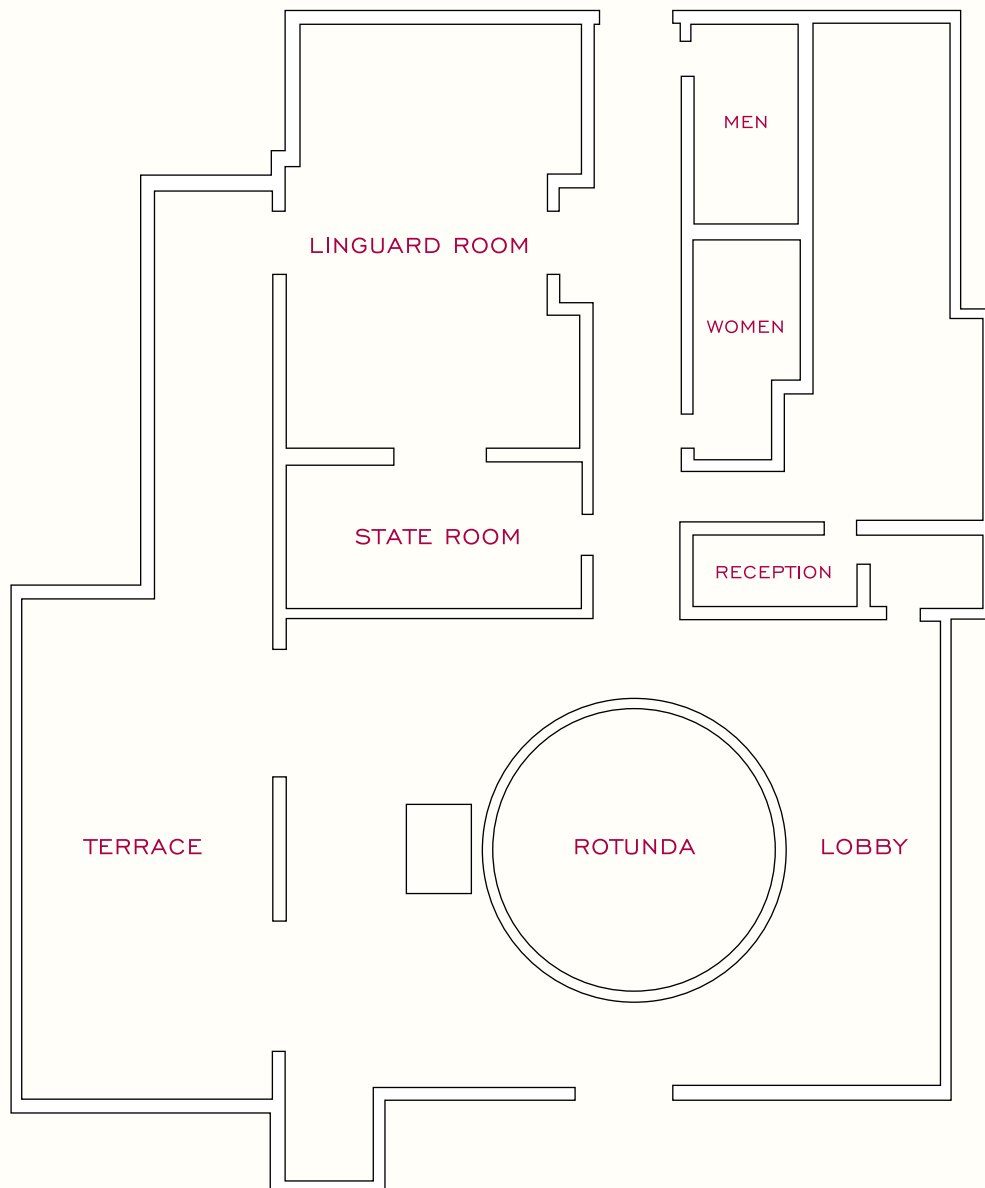 MEN
LINGUARD ROOM
WOMEN
STATE ROOM
RECEPTION
TERRACE
ROTUNDA
LOBBY